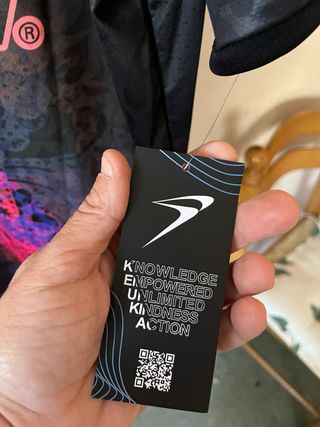 ®
KNOWLEDGE
EMPOWERED
UNLIMITED
KINDNESS
ACTION